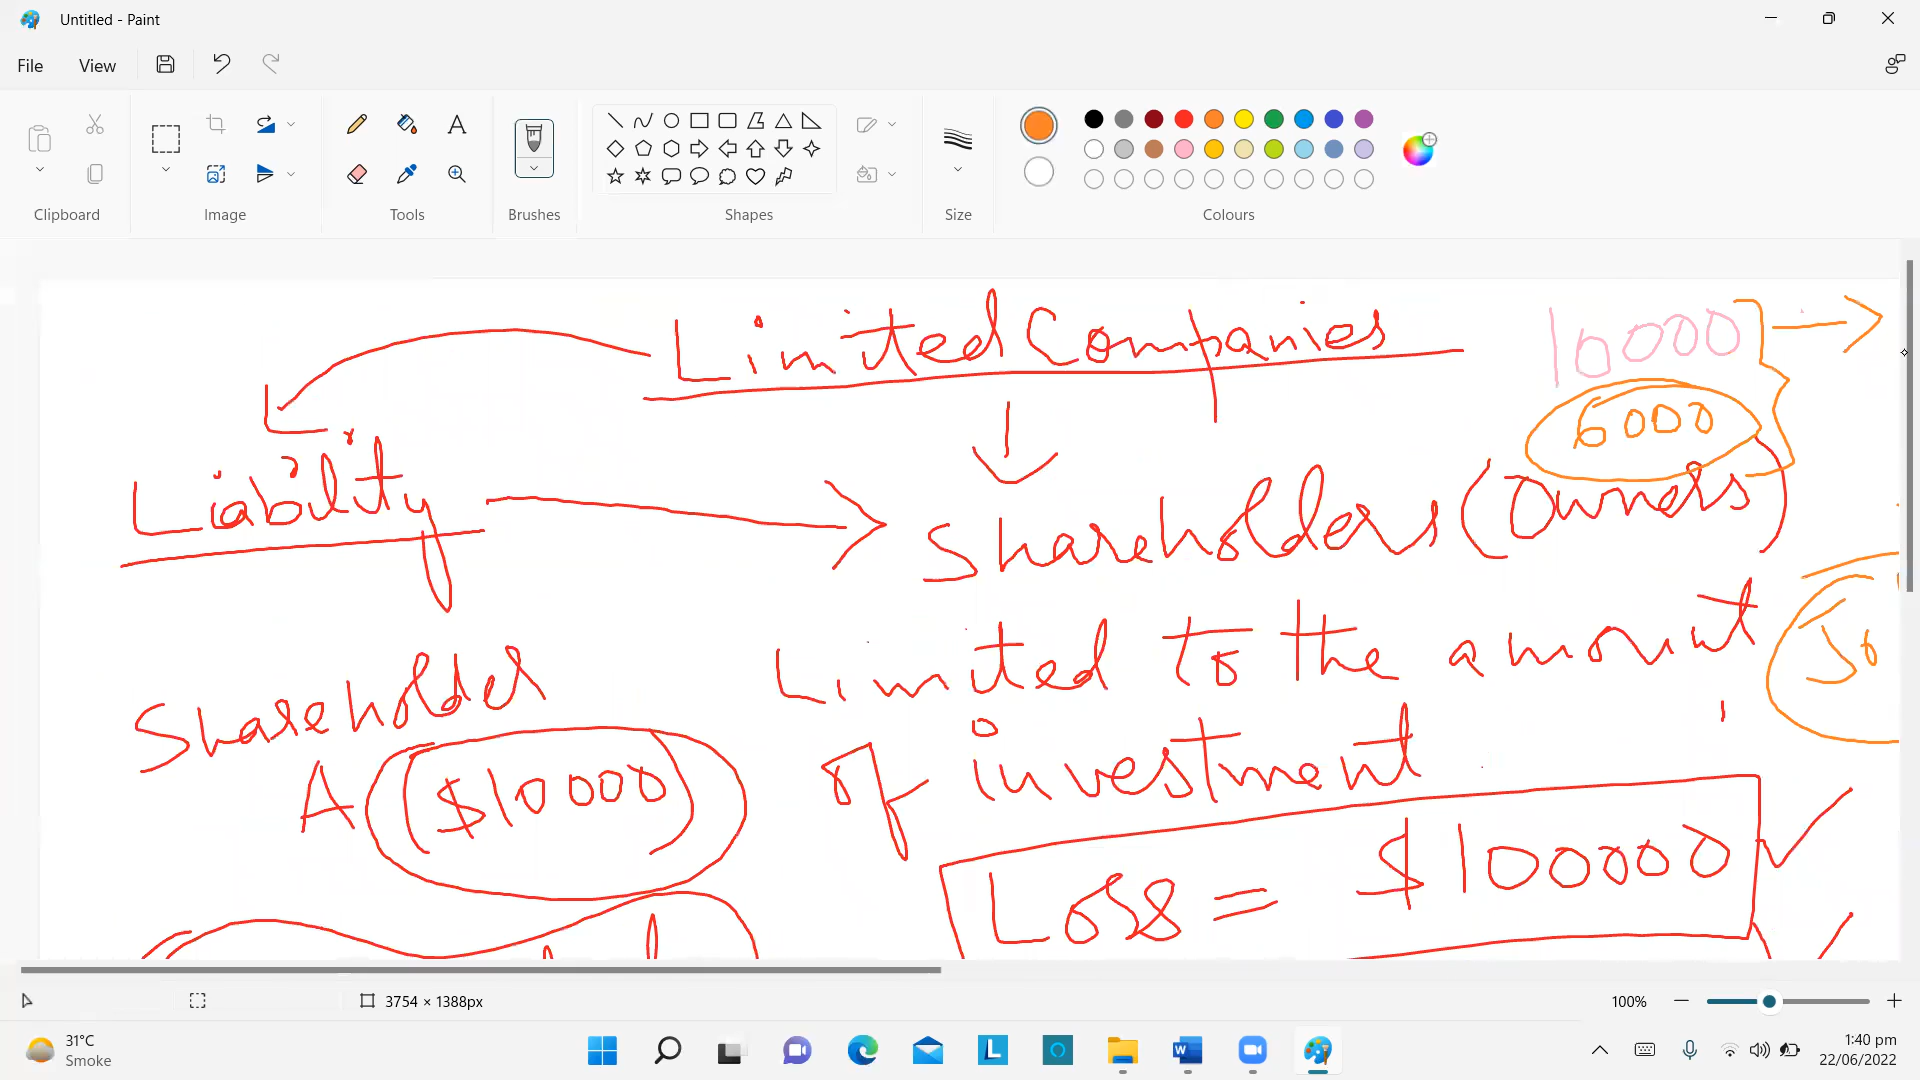 Untitled - Paint
File
View
Clipboard
Image
Tools
Brushes
Shapes
Size
Colours
Limited Companies
10000
6000
Liability
Shareholders (Owners)
Limited to the amount
of investment
Shareholder
A ($10000)
Loss = $100000
3754 × 1388px
100%
31°C
Smoke
1:40 pm
22/06/2022